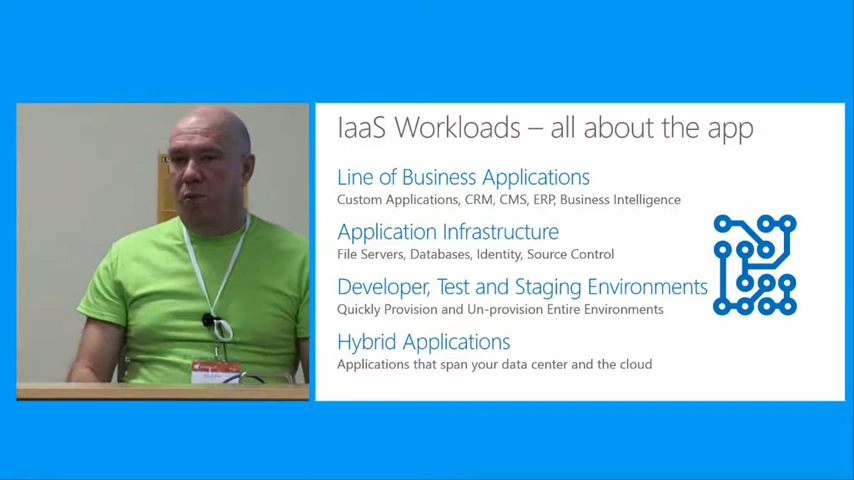 IaaS Workloads – all about the app
Line of Business Applications
Custom Applications, CRM, CMS, ERP, Business Intelligence
Application Infrastructure
File Servers, Databases, Identity, Source Control
Developer, Test and Staging Environments
Quickly Provision and Un-provision Entire Environments
Hybrid Applications
Applications that span your data center and the cloud